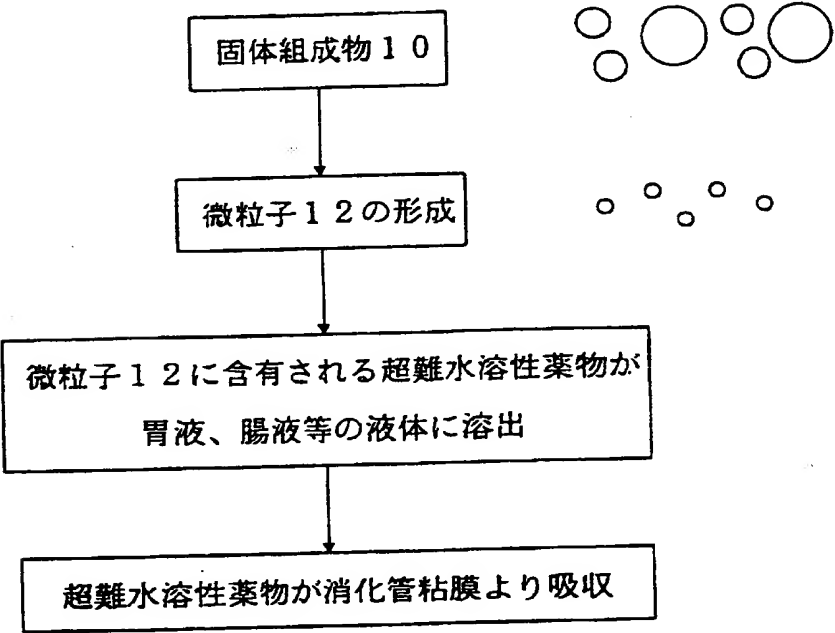 固体組成物１０
微粒子１２の形成
微粒子１２に含有される超難水溶性薬物が
胃液、腸液等の液体に溶出
超難水溶性薬物が消化管粘膜より吸収